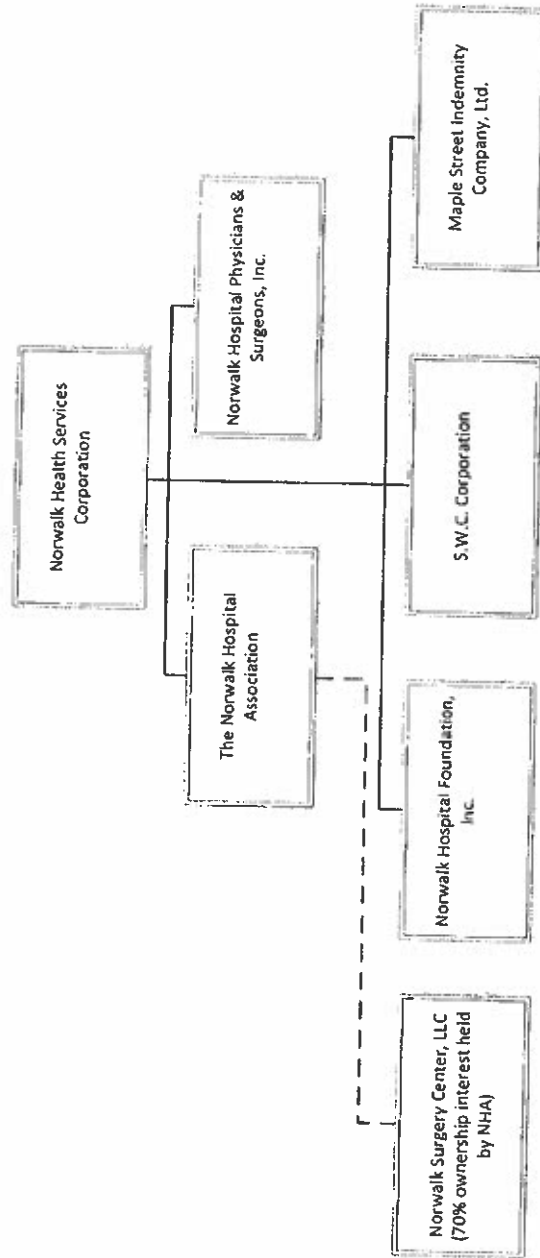 Norwalk Health Services
Corporation
The Norwalk Hospital
Association
Norwalk Hospital Physicians &
Surgeons, Inc.
Norwalk Surgery Center, LLC
(70% ownership interest held
by NHA)
Norwalk Hospital Foundation,
Inc.
S.W.C. Corporation
Maple Street Indemnity
Company, Ltd.